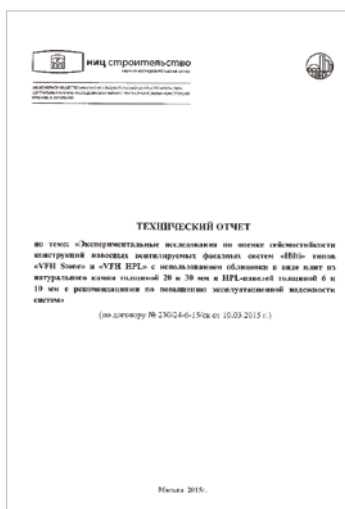 ниц строительство
ТЕХНИЧЕСКИЙ ОТЧЕТ
по теме: «Экспериментальные исследования по оценке сейсмостойкости
конструкций навесных вентилируемых фасадных систем «Hilti» типов
«VFH Stone» и «VFH HPL» с использованием облицовки в виде плит из
натурального камня толщиной 20 и 30 мм и HPL-панелей толщиной 6 и
10 мм с рекомендациями по повышению эксплуатационной надежности
систем»
(по договору № 230/24-6-15/ск от 10.03.2015 г.)
Москва 2015г.